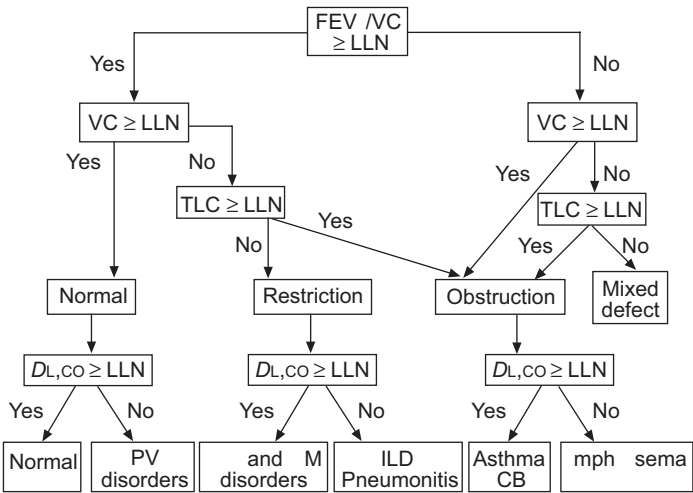 FEV /VC
≥ LLN
Yes
No
VC ≥ LLN
VC ≥ LLN
Yes
No
Yes
No
TLC ≥ LLN
TLC ≥ LLN
Yes
No
Yes
No
Normal
Restriction
Obstruction
Mixed
defect
DL,CO ≥ LLN
DL,CO ≥ LLN
DL,CO ≥ LLN
Yes
No
Yes
No
Yes
No
Normal
PV
disorders
and M
disorders
ILD
Pneumonitis
Asthma
CB
mph sema